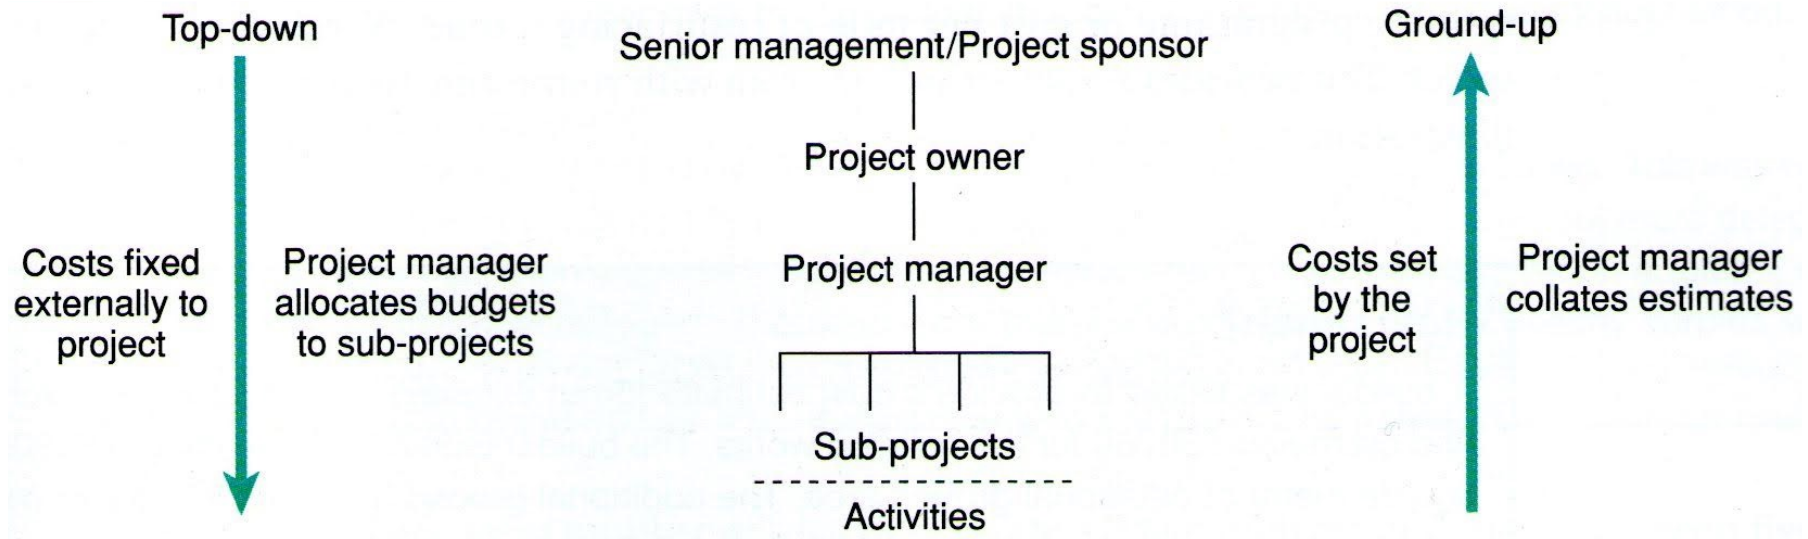 Top-down
Costs fixed
externally to
project
Project manager
allocates budgets
to sub-projects
Senior management/Project sponsor
Project owner
Project manager
Sub-projects
Activities
Ground-up
Costs set
by the
project
Project manager
collates estimates